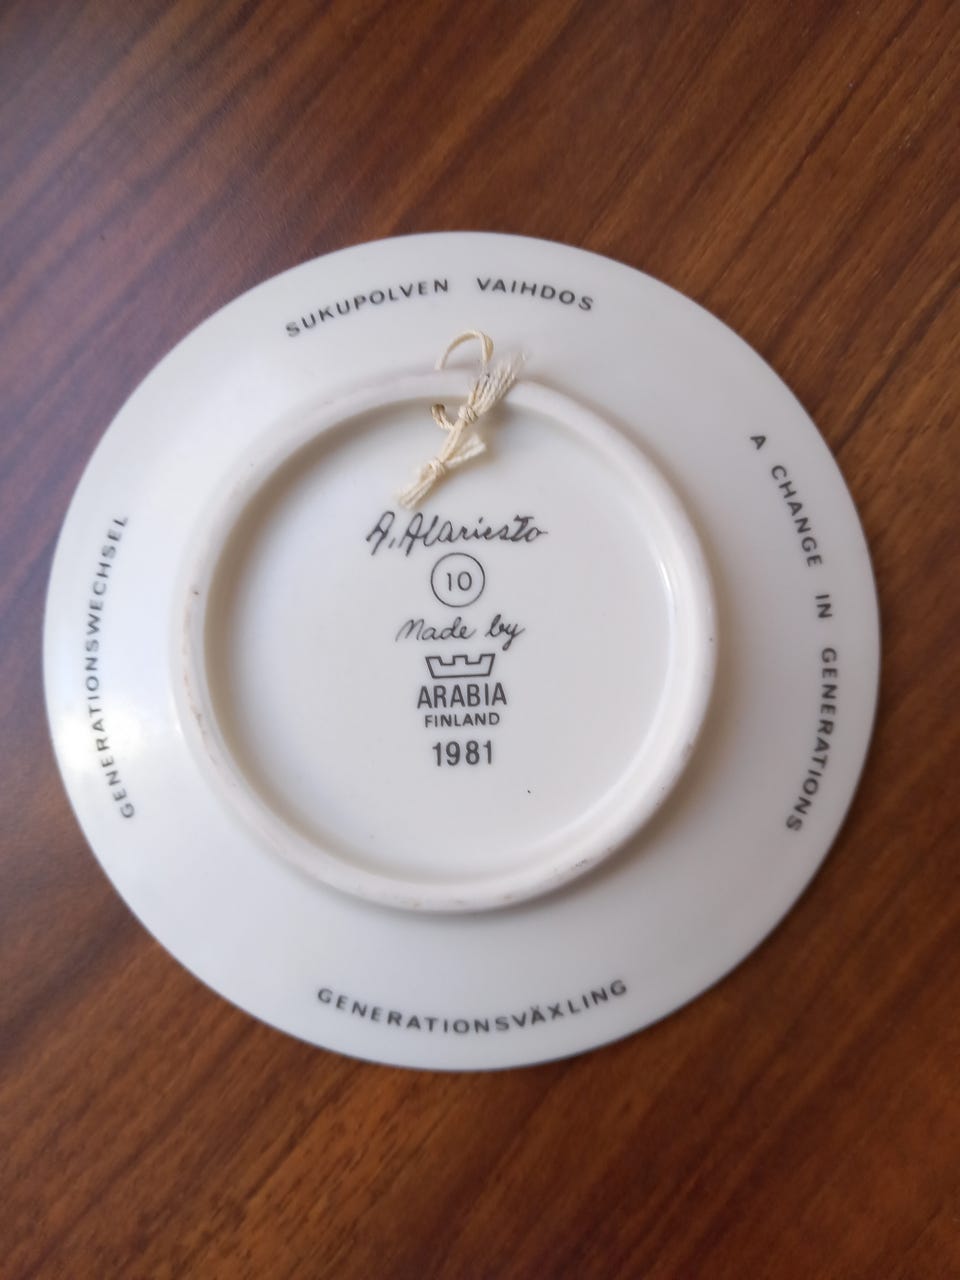 SUKUPOLVEN VAIHDOS
A CHANGE IN GENERATIONS
GENERATIONSVÄXLING
GENERATIONSWECHSEL
A. Alariesto
10
Made by
ARABIA
FINLAND
1981